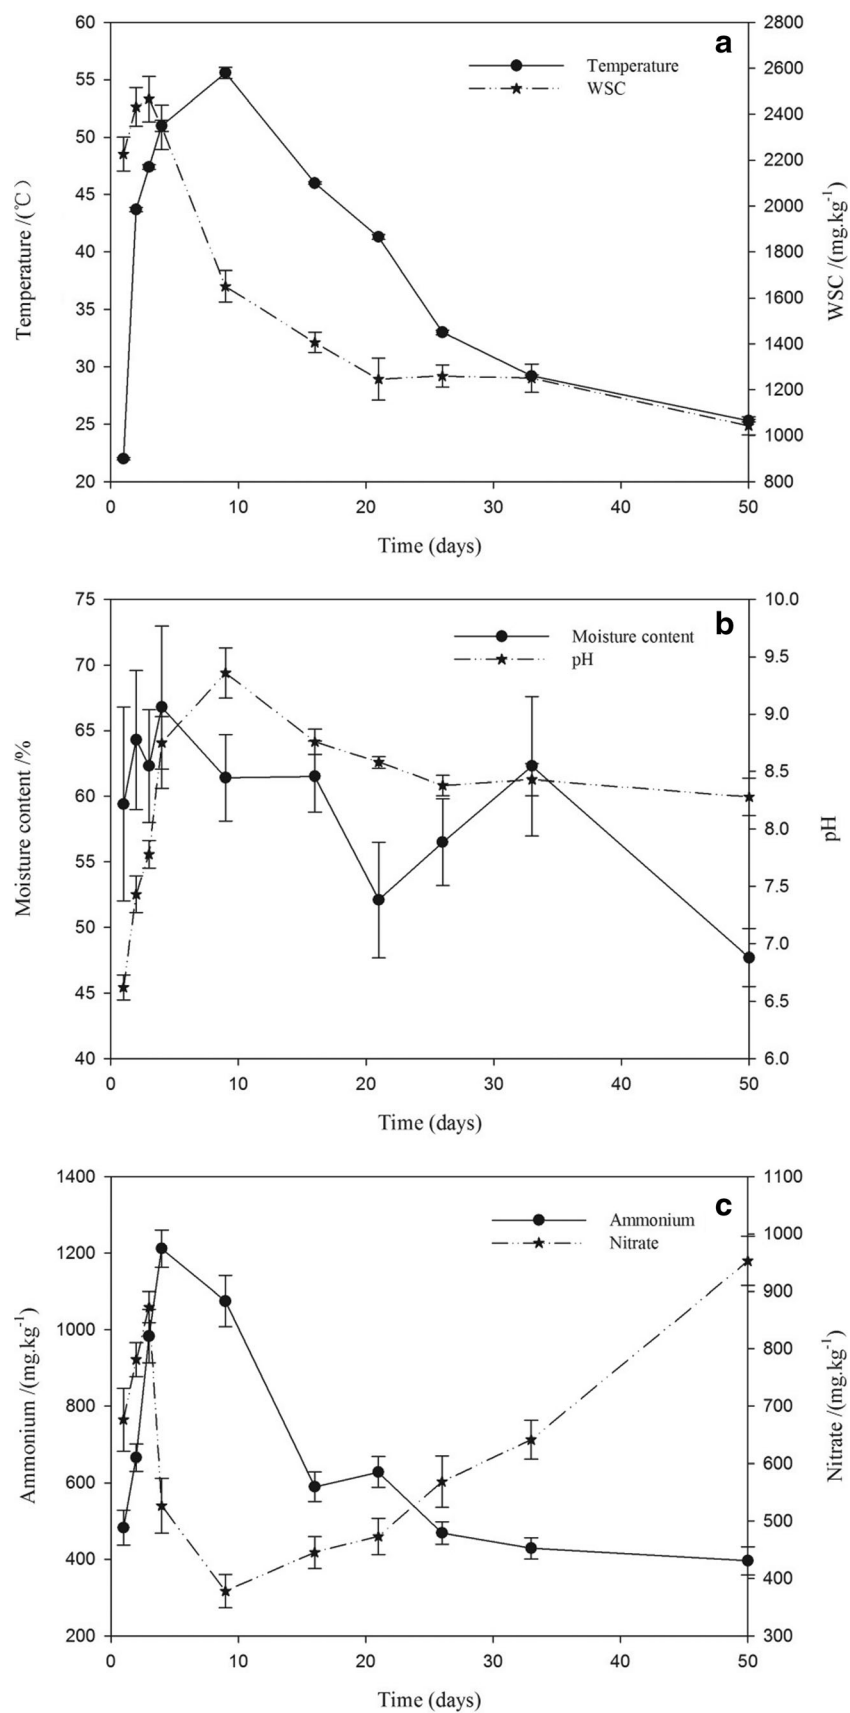 a
Temperature
WSC
60
55
50
45
40
35
30
25
20
Temperature /(℃)
2800
2600
2400
2200
2000
1800
1600
1400
1200
1000
800
WSC /(mg.kg-1)
0 10 20 30 40 50
Time (days)
b
Moisture content
pH
75
70
65
60
55
50
45
40
Moisture content /%
10.0
9.5
9.0
8.5
8.0
7.5
7.0
6.5
6.0
pH
0 10 20 30 40 50
Time (days)
c
Ammonium
Nitrate
1400
1200
1000
800
600
400
200
Ammonium /(mg.kg-1)
1100
1000
900
800
700
600
500
400
300
Nitrate /(mg.kg-1)
0 10 20 30 40 50
Time (days)